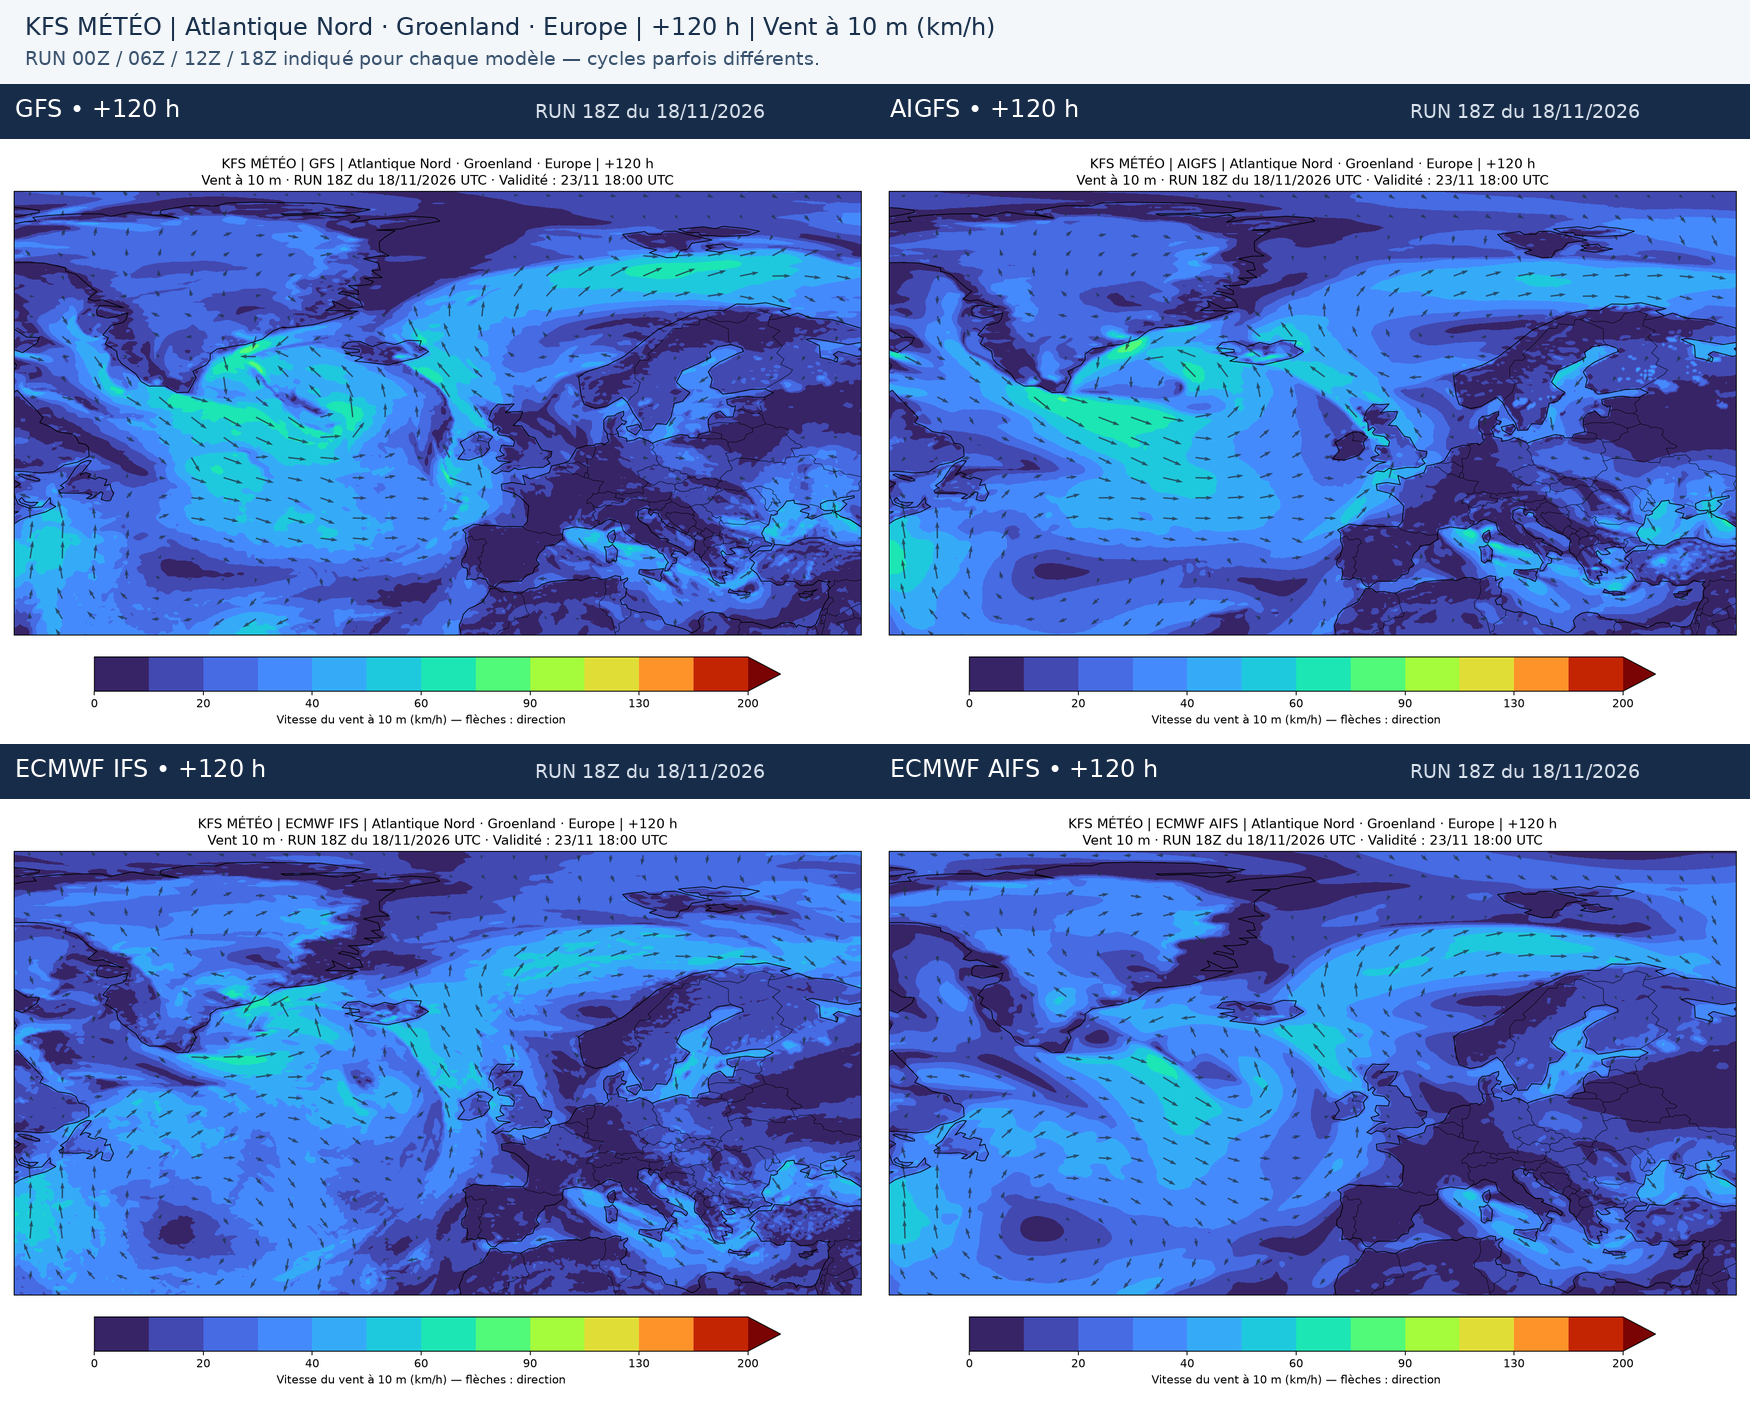 KFS MÉTÉO | Atlantique Nord · Groenland · Europe | +120 h | Vent à 10 m (km/h)
RUN 00Z / 06Z / 12Z / 18Z indiqué pour chaque modèle — cycles parfois différents.
GFS • +120 h
RUN 18Z du 18/11/2026
KFS MÉTÉO | GFS | Atlantique Nord · Groenland · Europe | +120 h
Vent à 10 m · RUN 18Z du 18/11/2026 UTC · Validité : 23/11 18:00 UTC
0 20 40 60 90 130 200
Vitesse du vent à 10 m (km/h) — flèches : direction
AIGFS • +120 h
RUN 18Z du 18/11/2026
KFS MÉTÉO | AIGFS | Atlantique Nord · Groenland · Europe | +120 h
Vent à 10 m · RUN 18Z du 18/11/2026 UTC · Validité : 23/11 18:00 UTC
0 20 40 60 90 130 200
Vitesse du vent à 10 m (km/h) — flèches : direction
ECMWF IFS • +120 h
RUN 18Z du 18/11/2026
KFS MÉTÉO | ECMWF IFS | Atlantique Nord · Groenland · Europe | +120 h
Vent 10 m · RUN 18Z du 18/11/2026 UTC · Validité : 23/11 18:00 UTC
0 20 40 60 90 130 200
Vitesse du vent à 10 m (km/h) — flèches : direction
ECMWF AIFS • +120 h
RUN 18Z du 18/11/2026
KFS MÉTÉO | ECMWF AIFS | Atlantique Nord · Groenland · Europe | +120 h
Vent 10 m · RUN 18Z du 18/11/2026 UTC · Validité : 23/11 18:00 UTC
0 20 40 60 90 130 200
Vitesse du vent à 10 m (km/h) — flèches : direction